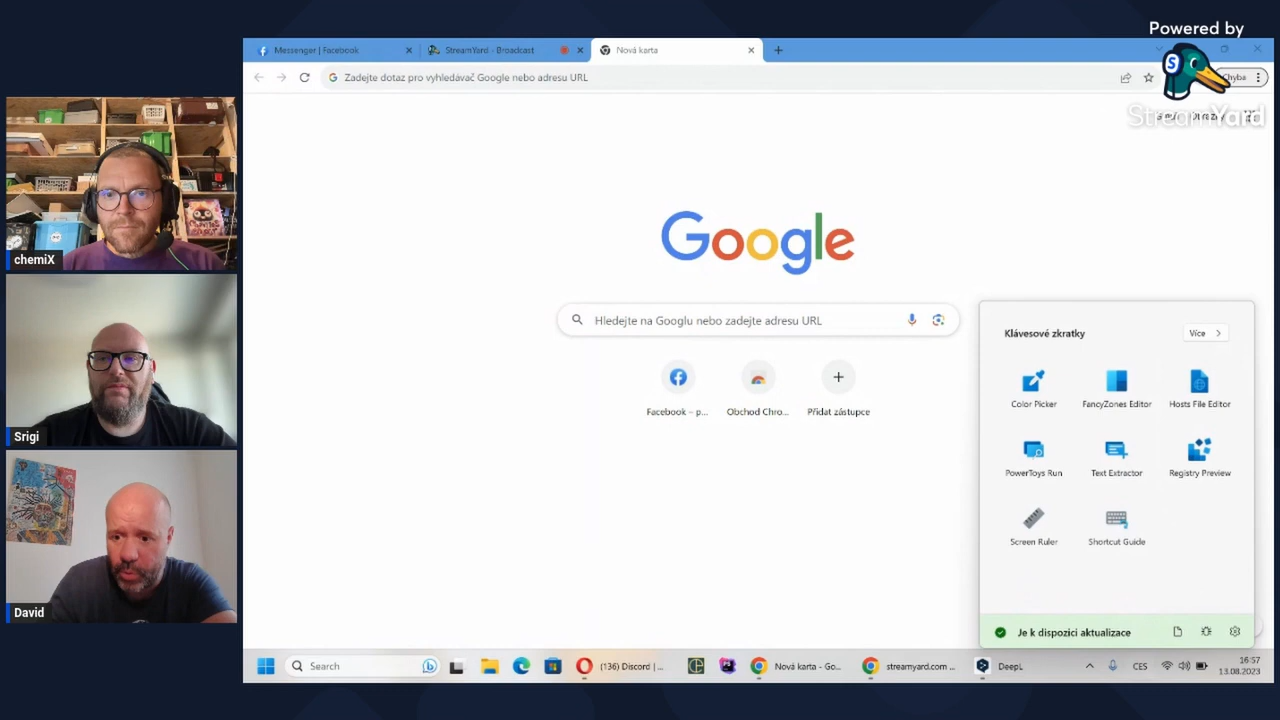 Powered by
StreamYard
Messenger | Facebook
StreamYard - Broadcast
Nová karta
Zadejte dotaz pro vyhledávač Google nebo adresu URL
Chyba
chemiX
Srigi
David
Google
Hledejte na Googlu nebo zadejte adresu URL
Facebook – p...
Obchod Chro...
Přidat zástupce
Klávesové zkratky
Více
Color Picker
FancyZones Editor
Hosts File Editor
PowerToys Run
Text Extractor
Registry Preview
Screen Ruler
Shortcut Guide
Je k dispozici aktualizace
Search
(136) Discord | ...
Nová karta - Go...
streamyard.com ...
DeepL
CES
16:57
13.08.2023